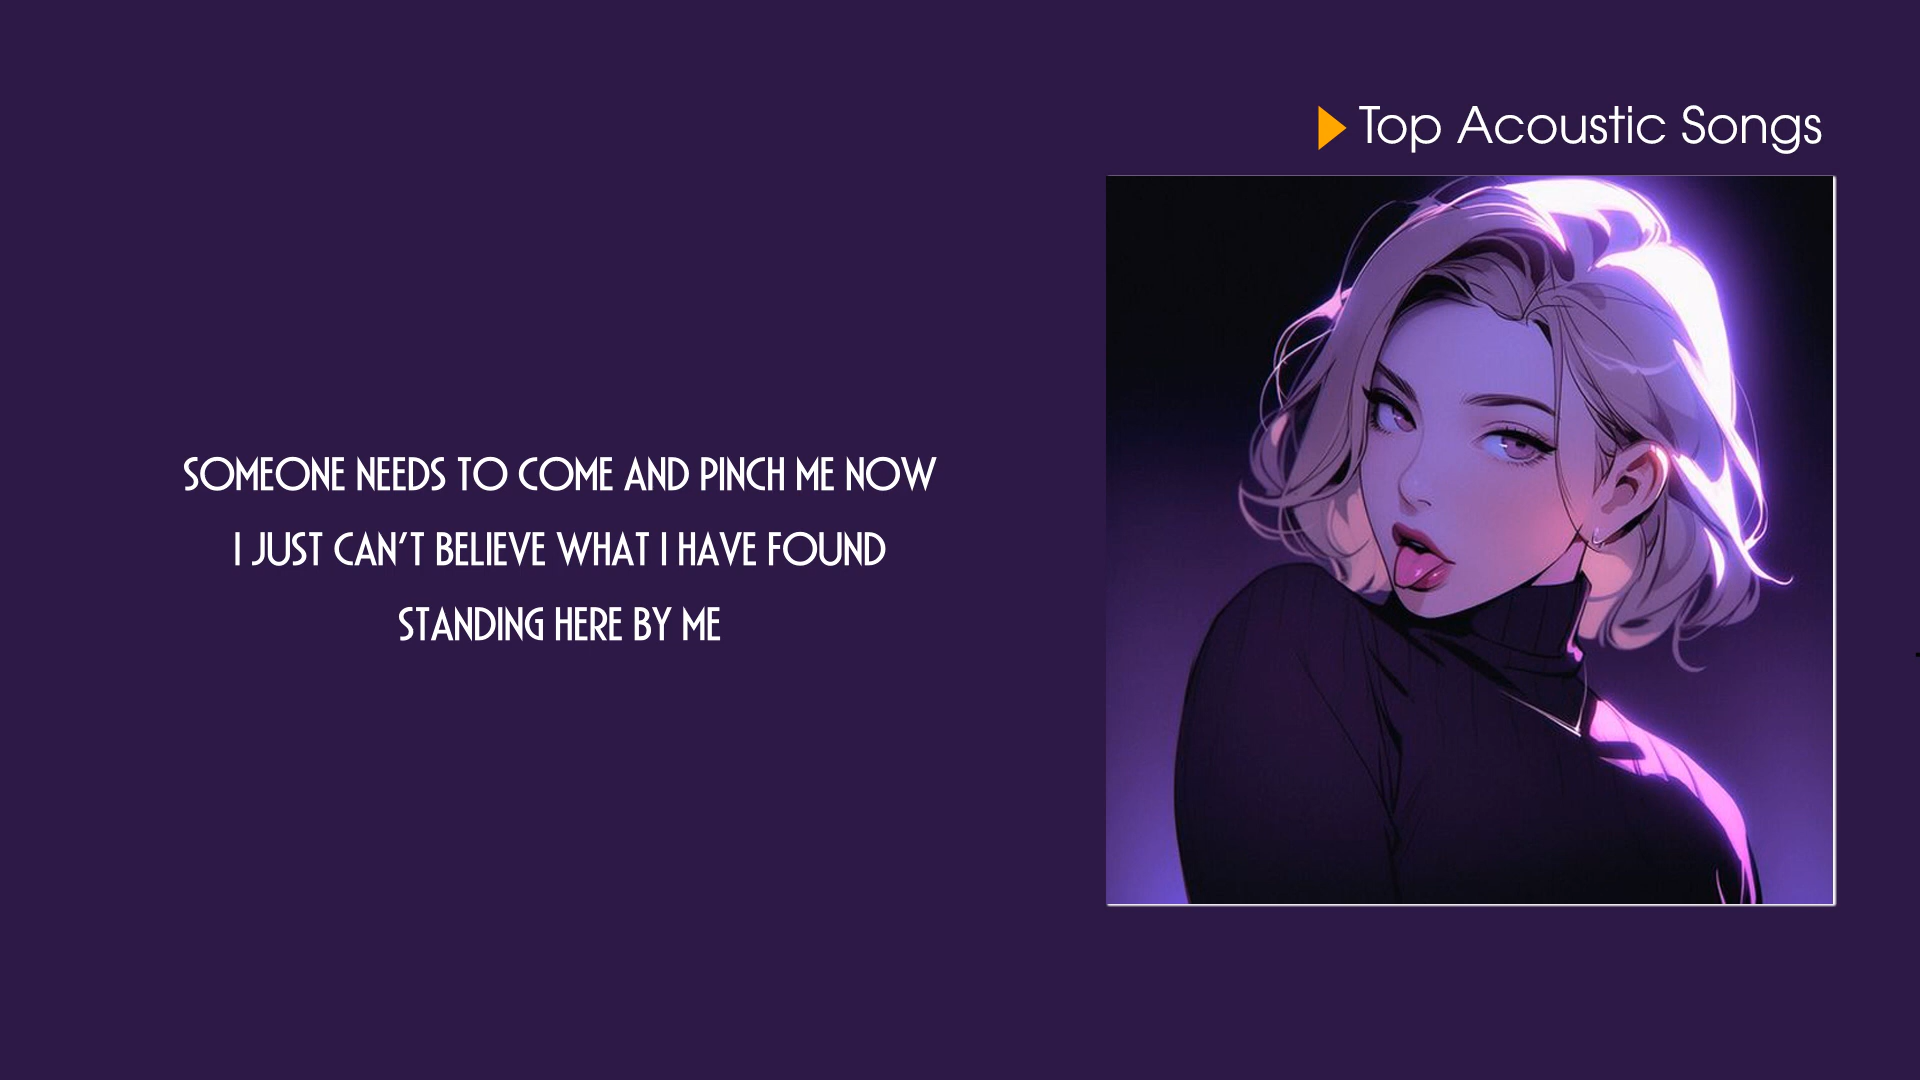 Top Acoustic Songs
SOMEONE NEEDS TO COME AND PINCH ME NOW
I JUST CAN'T BELIEVE WHAT I HAVE FOUND
STANDING HERE BY ME